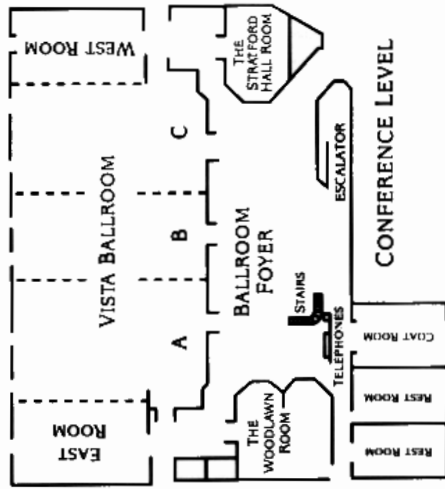 WEST ROOM
THE
STRATFORD
HALL ROOM
C
VISTA BALLROOM
B
BALLROOM
FOYER
ESCALATOR
CONFERENCE LEVEL
STAIRS
A
TELEPHONES
COAT ROOM
EAST
ROOM
THE
WOODLAWN
ROOM
REST ROOM
REST ROOM